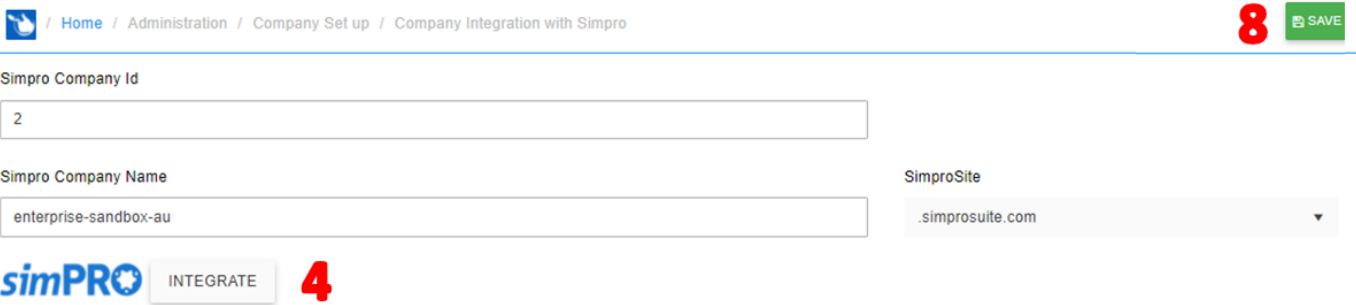 / Home / Administration / Company Set up / Company Integration with Simpro
8 SAVE
Simpro Company Id
2
Simpro Company Name SimproSite
enterprise-sandbox-au .simprosuite.com
simPRO INTEGRATE 4